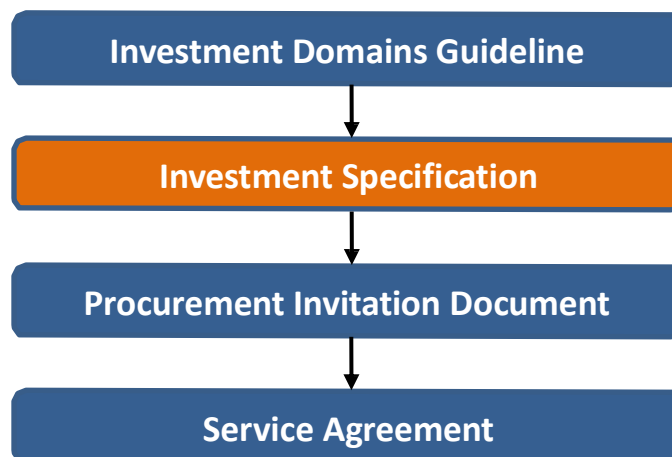 Investment Domains Guideline
Investment Specification
Procurement Invitation Document
Service Agreement